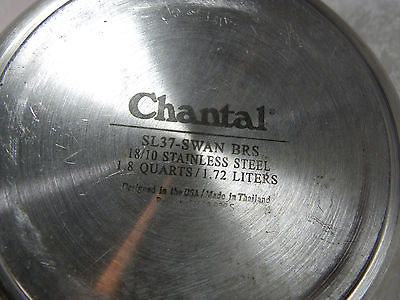 Chantal®
SL37-SWAN BRS
18/10 STAINLESS STEEL
1.8 QUARTS/1.72 LITERS
Designed in the USA/Made in Thailand